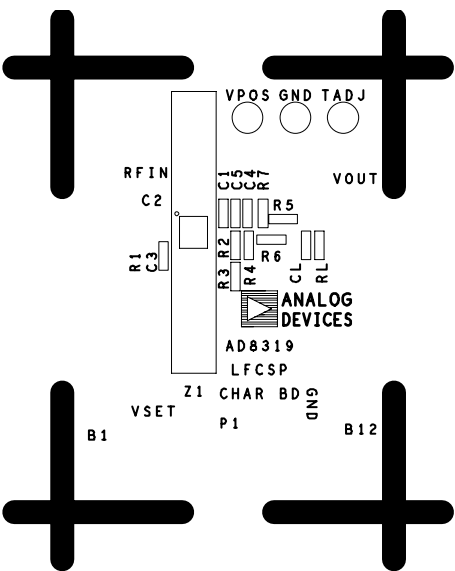 VPOS GND TADJ
RFIN
C1
C5
C4
R7
VOUT
C2
R5
R1
C3
R2
R6
R3
R4
CL
RL
ANALOG
DEVICES
AD8319
LFCSP
Z1
CHAR BD
GND
VSET
P1
B1
B12